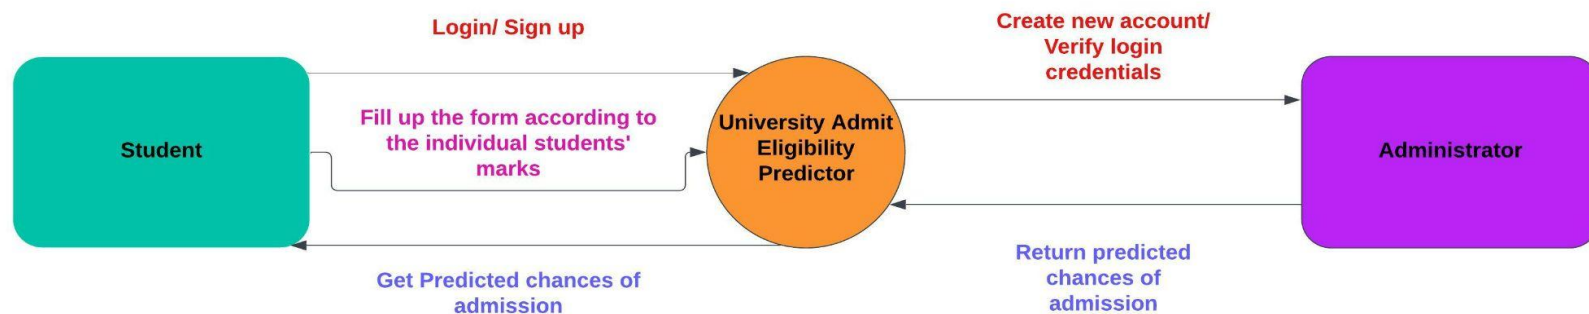 Login/ Sign up
Create new account/
Verify login
credentials
Student
Fill up the form according to
the individual students'
marks
University Admit
Eligibility
Predictor
Administrator
Get Predicted chances of
admission
Return predicted
chances of
admission